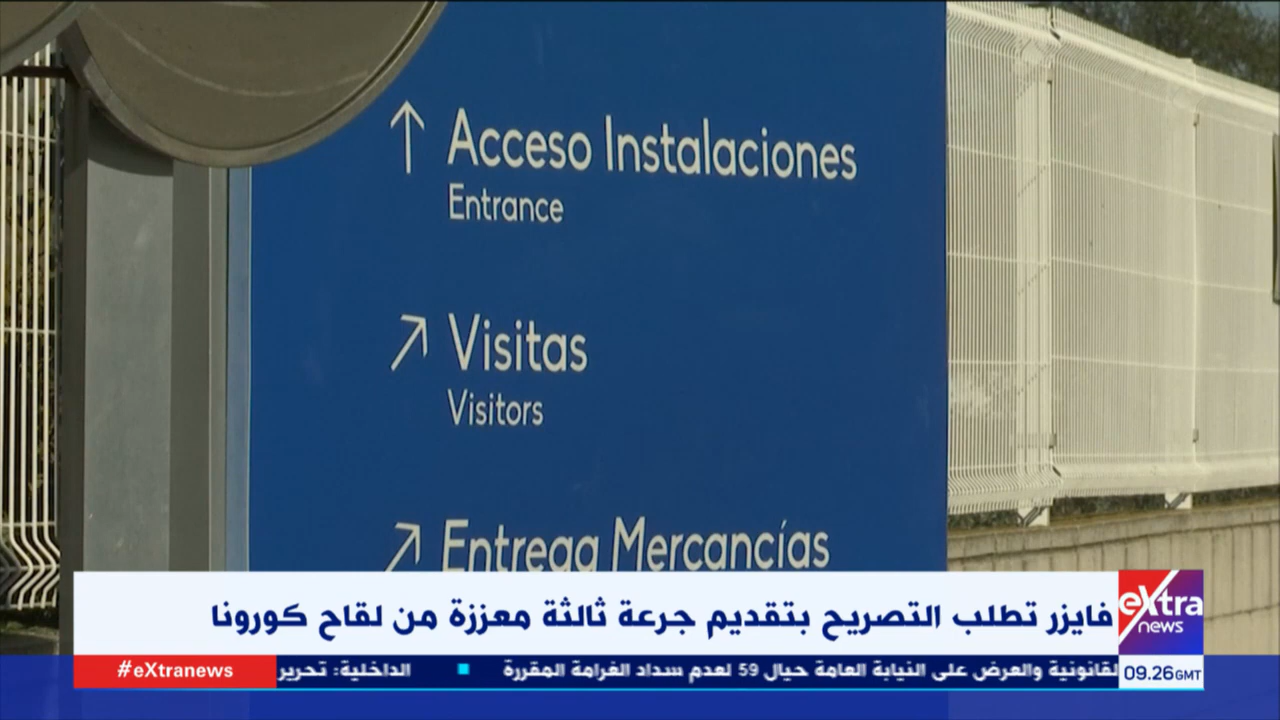 Acceso Instalaciones
Entrance
Visitas
Visitors
Entrega Mercancías
فايزر تطلب التصريح بتقديم جرعة ثالثة معززة من لقاح كورونا
eXtra
news
#eXtranews
لقانونية والعرض على النيابة العامة حيال 59 لعدم سداد الغرامة المقررة ■ الداخلية: تحرير
09.26GMT